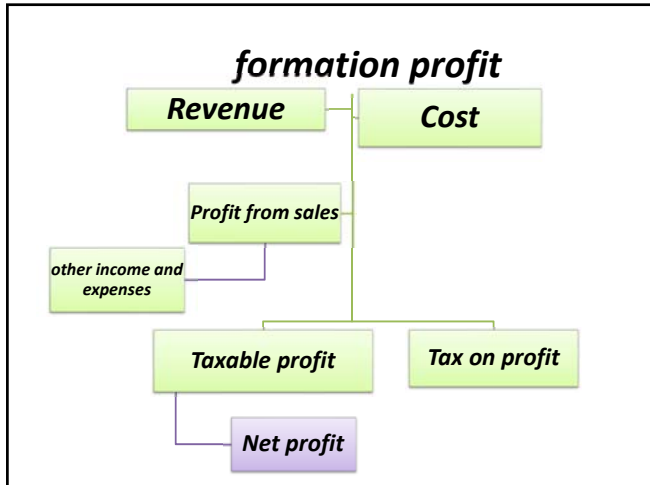 formation profit
Revenue
Cost
Profit from sales
other income and
expenses
Taxable profit
Tax on profit
Net profit